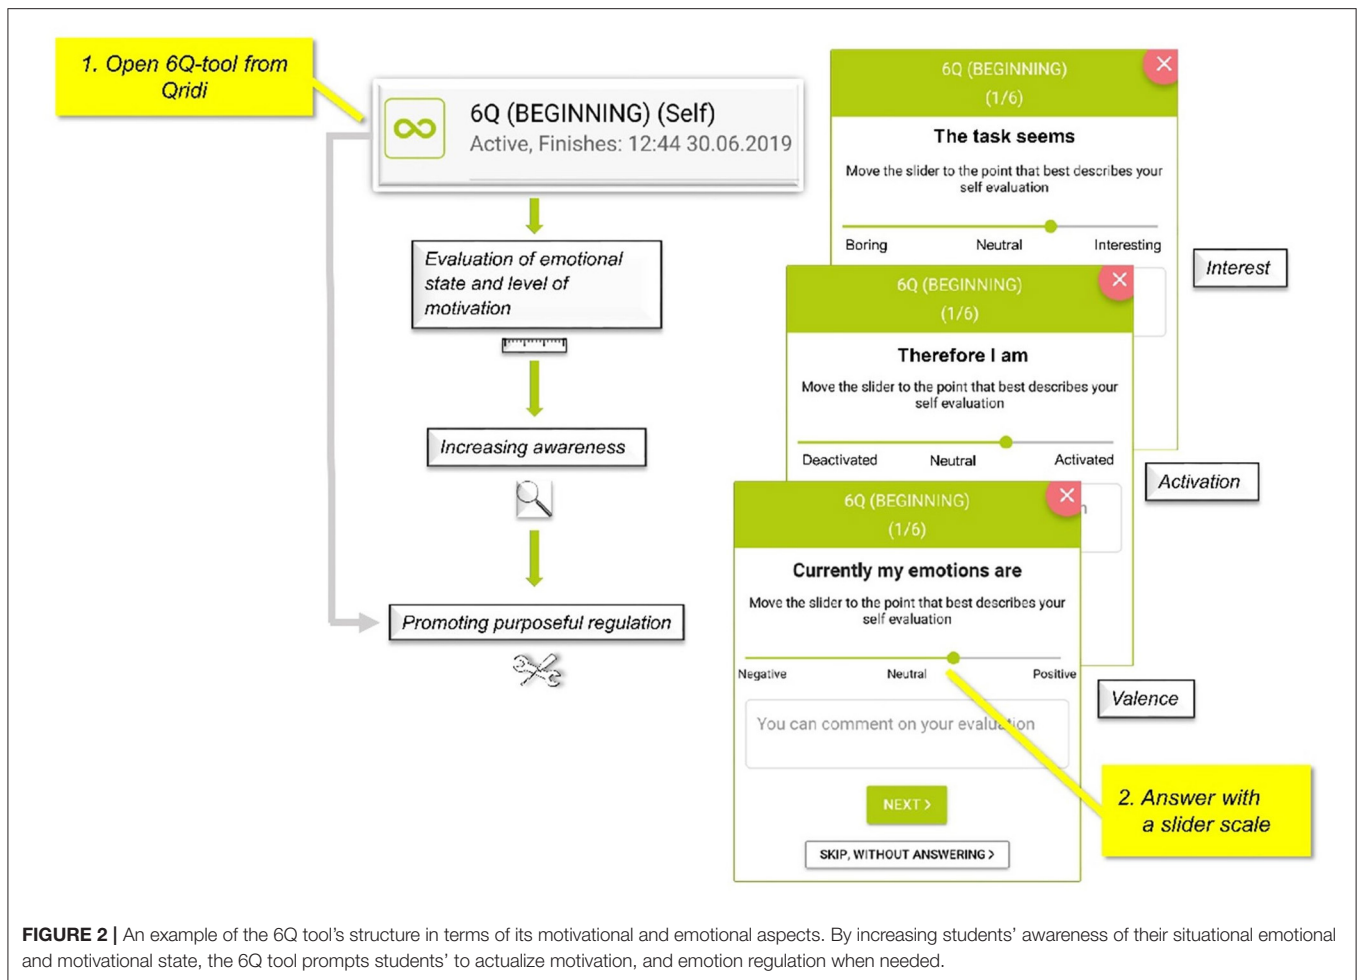 1. Open 6Q-tool from
Qridi
6Q (BEGINNING) (Self)
Active, Finishes: 12:44 30.06.2019
Evaluation of emotional
state and level of
motivation
Increasing awareness
Promoting purposeful regulation
6Q (BEGINNING)
(1/6)
The task seems
Move the slider to the point that best describes your
self evaluation
Boring Neutral Interesting
Interest
6Q (BEGINNING)
(1/6)
Therefore I am
Move the slider to the point that best describes your
self evaluation
Deactivated Neutral Activated
Activation
6Q (BEGINNING)
(1/6)
Currently my emotions are
Move the slider to the point that best describes your
self evaluation
Negative Neutral Positive
Valence
You can comment on your evaluation
NEXT >
SKIP, WITHOUT ANSWERING >
2. Answer with
a slider scale
FIGURE 2 | An example of the 6Q tool's structure in terms of its motivational and emotional aspects. By increasing students' awareness of their situational emotional
and motivational state, the 6Q tool prompts students' to actualize motivation, and emotion regulation when needed.